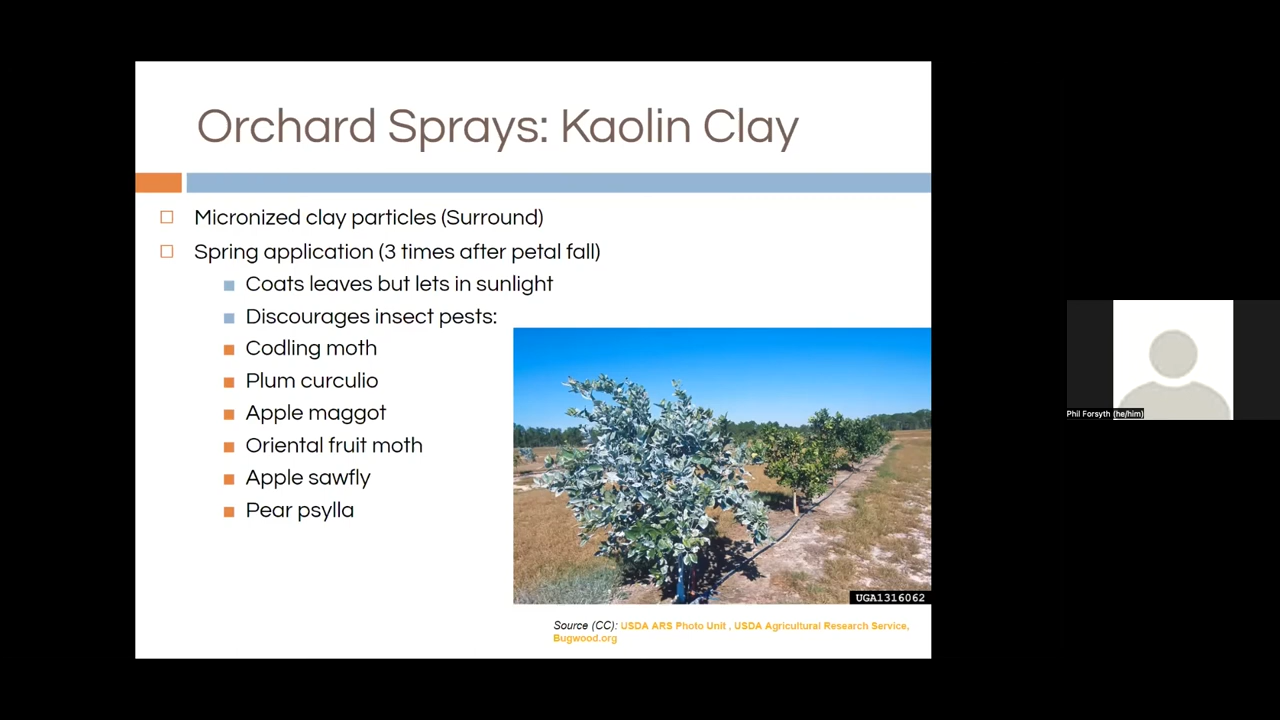 Orchard Sprays: Kaolin Clay
Micronized clay particles (Surround)
Spring application (3 times after petal fall)
Coats leaves but lets in sunlight
Discourages insect pests:
Codling moth
Plum curculio
Apple maggot
Oriental fruit moth
Apple sawfly
Pear psylla
UGA1316062
Source (CC): USDA ARS Photo Unit , USDA Agricultural Research Service,
Bugwood.org
Phil Forsyth (he/him)